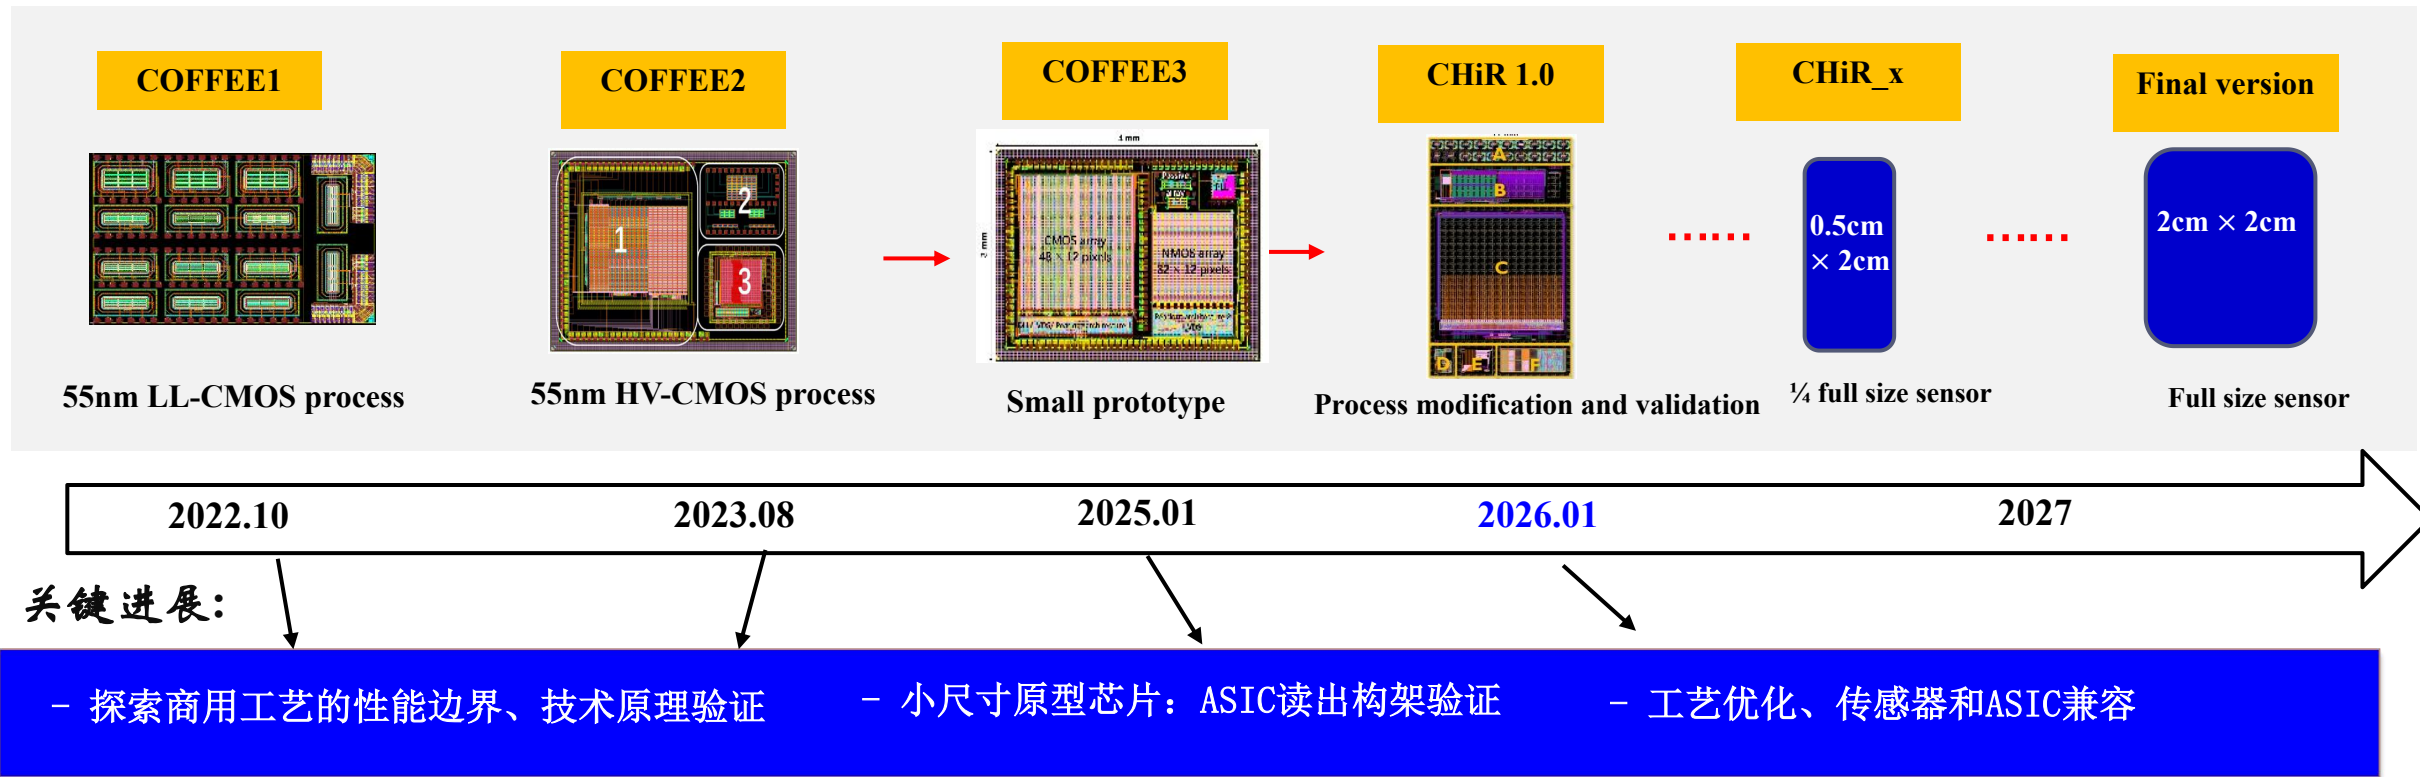 COFFEE1
COFFEE2
COFFEE3
CHiR 1.0
CHiR_x
Final version
1
2
3
CMOS array
48 × 12 pixels
Passive
array
NMOS array
32 × 12 pixels
A
B
C
D
E
F
0.5cm
× 2cm
2cm × 2cm
55nm LL-CMOS process
55nm HV-CMOS process
Small prototype
Process modification and validation
¼ full size sensor
Full size sensor
2022.10
2023.08
2025.01
2026.01
2027
关键进展:
- 探索商用工艺的性能边界、技术原理验证
- 小尺寸原型芯片：ASIC读出构架验证
- 工艺优化、传感器和ASIC兼容